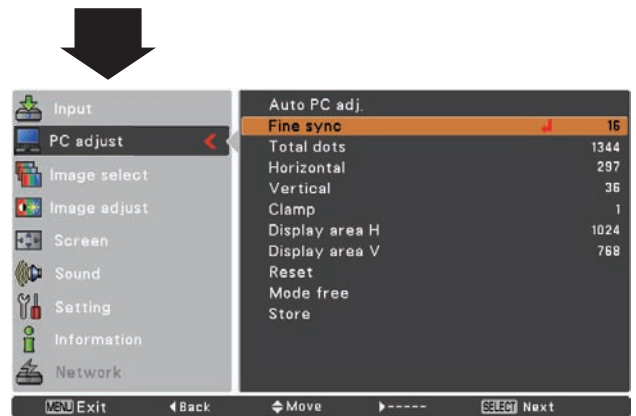 Input
PC adjust
Image select
Image adjust
Screen
Sound
Setting
Information
Network
Auto PC adj.
Fine sync 16
Total dots 1344
Horizontal 297
Vertical 36
Clamp 1
Display area H 1024
Display area V 768
Reset
Mode free
Store
MENU Exit Back Move ----- SELECT Next